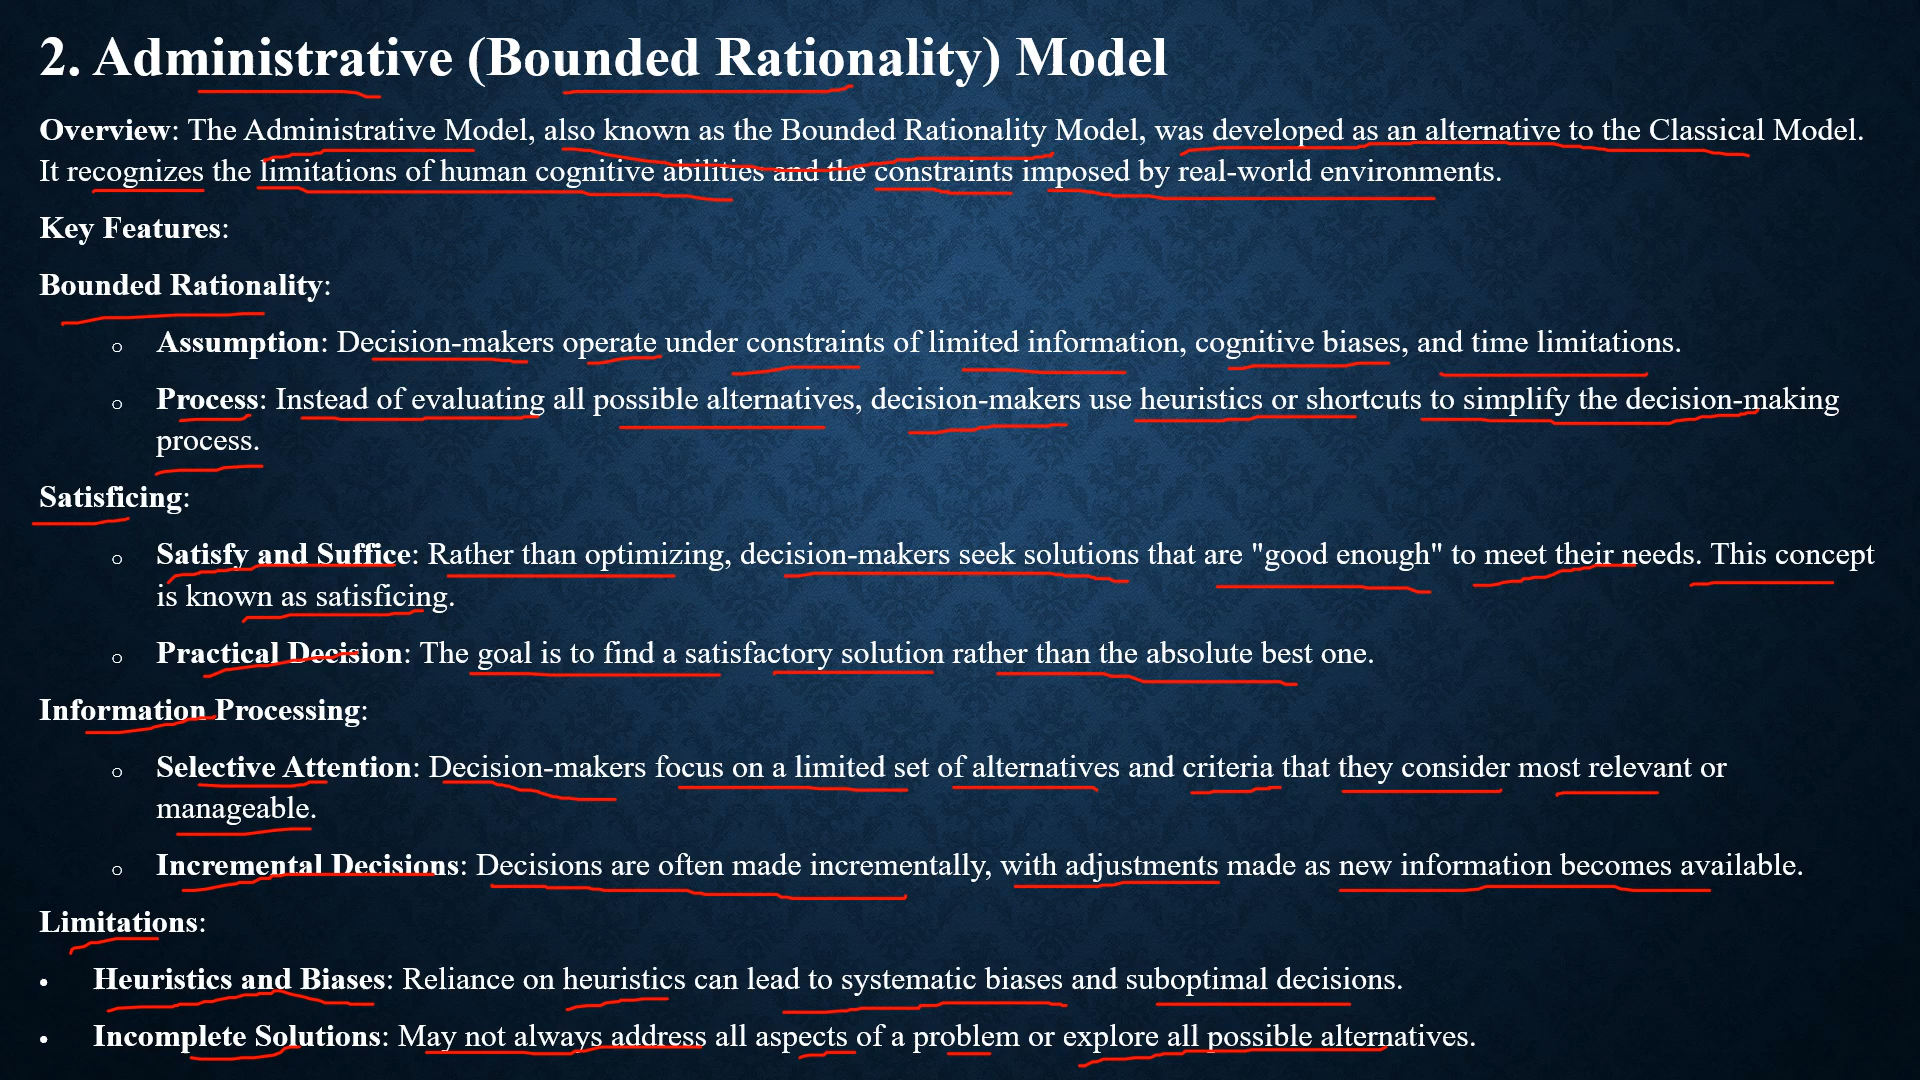 2. Administrative (Bounded Rationality) Model
Overview: The Administrative Model, also known as the Bounded Rationality Model, was developed as an alternative to the Classical Model.
It recognizes the limitations of human cognitive abilities and the constraints imposed by real-world environments.
Key Features:
Bounded Rationality:
o Assumption: Decision-makers operate under constraints of limited information, cognitive biases, and time limitations.
o Process: Instead of evaluating all possible alternatives, decision-makers use heuristics or shortcuts to simplify the decision-making
process.
Satisficing:
o Satisfy and Suffice: Rather than optimizing, decision-makers seek solutions that are "good enough" to meet their needs. This concept
is known as satisficing.
o Practical Decision: The goal is to find a satisfactory solution rather than the absolute best one.
Information Processing:
o Selective Attention: Decision-makers focus on a limited set of alternatives and criteria that they consider most relevant or
manageable.
o Incremental Decisions: Decisions are often made incrementally, with adjustments made as new information becomes available.
Limitations:
• Heuristics and Biases: Reliance on heuristics can lead to systematic biases and suboptimal decisions.
• Incomplete Solutions: May not always address all aspects of a problem or explore all possible alternatives.